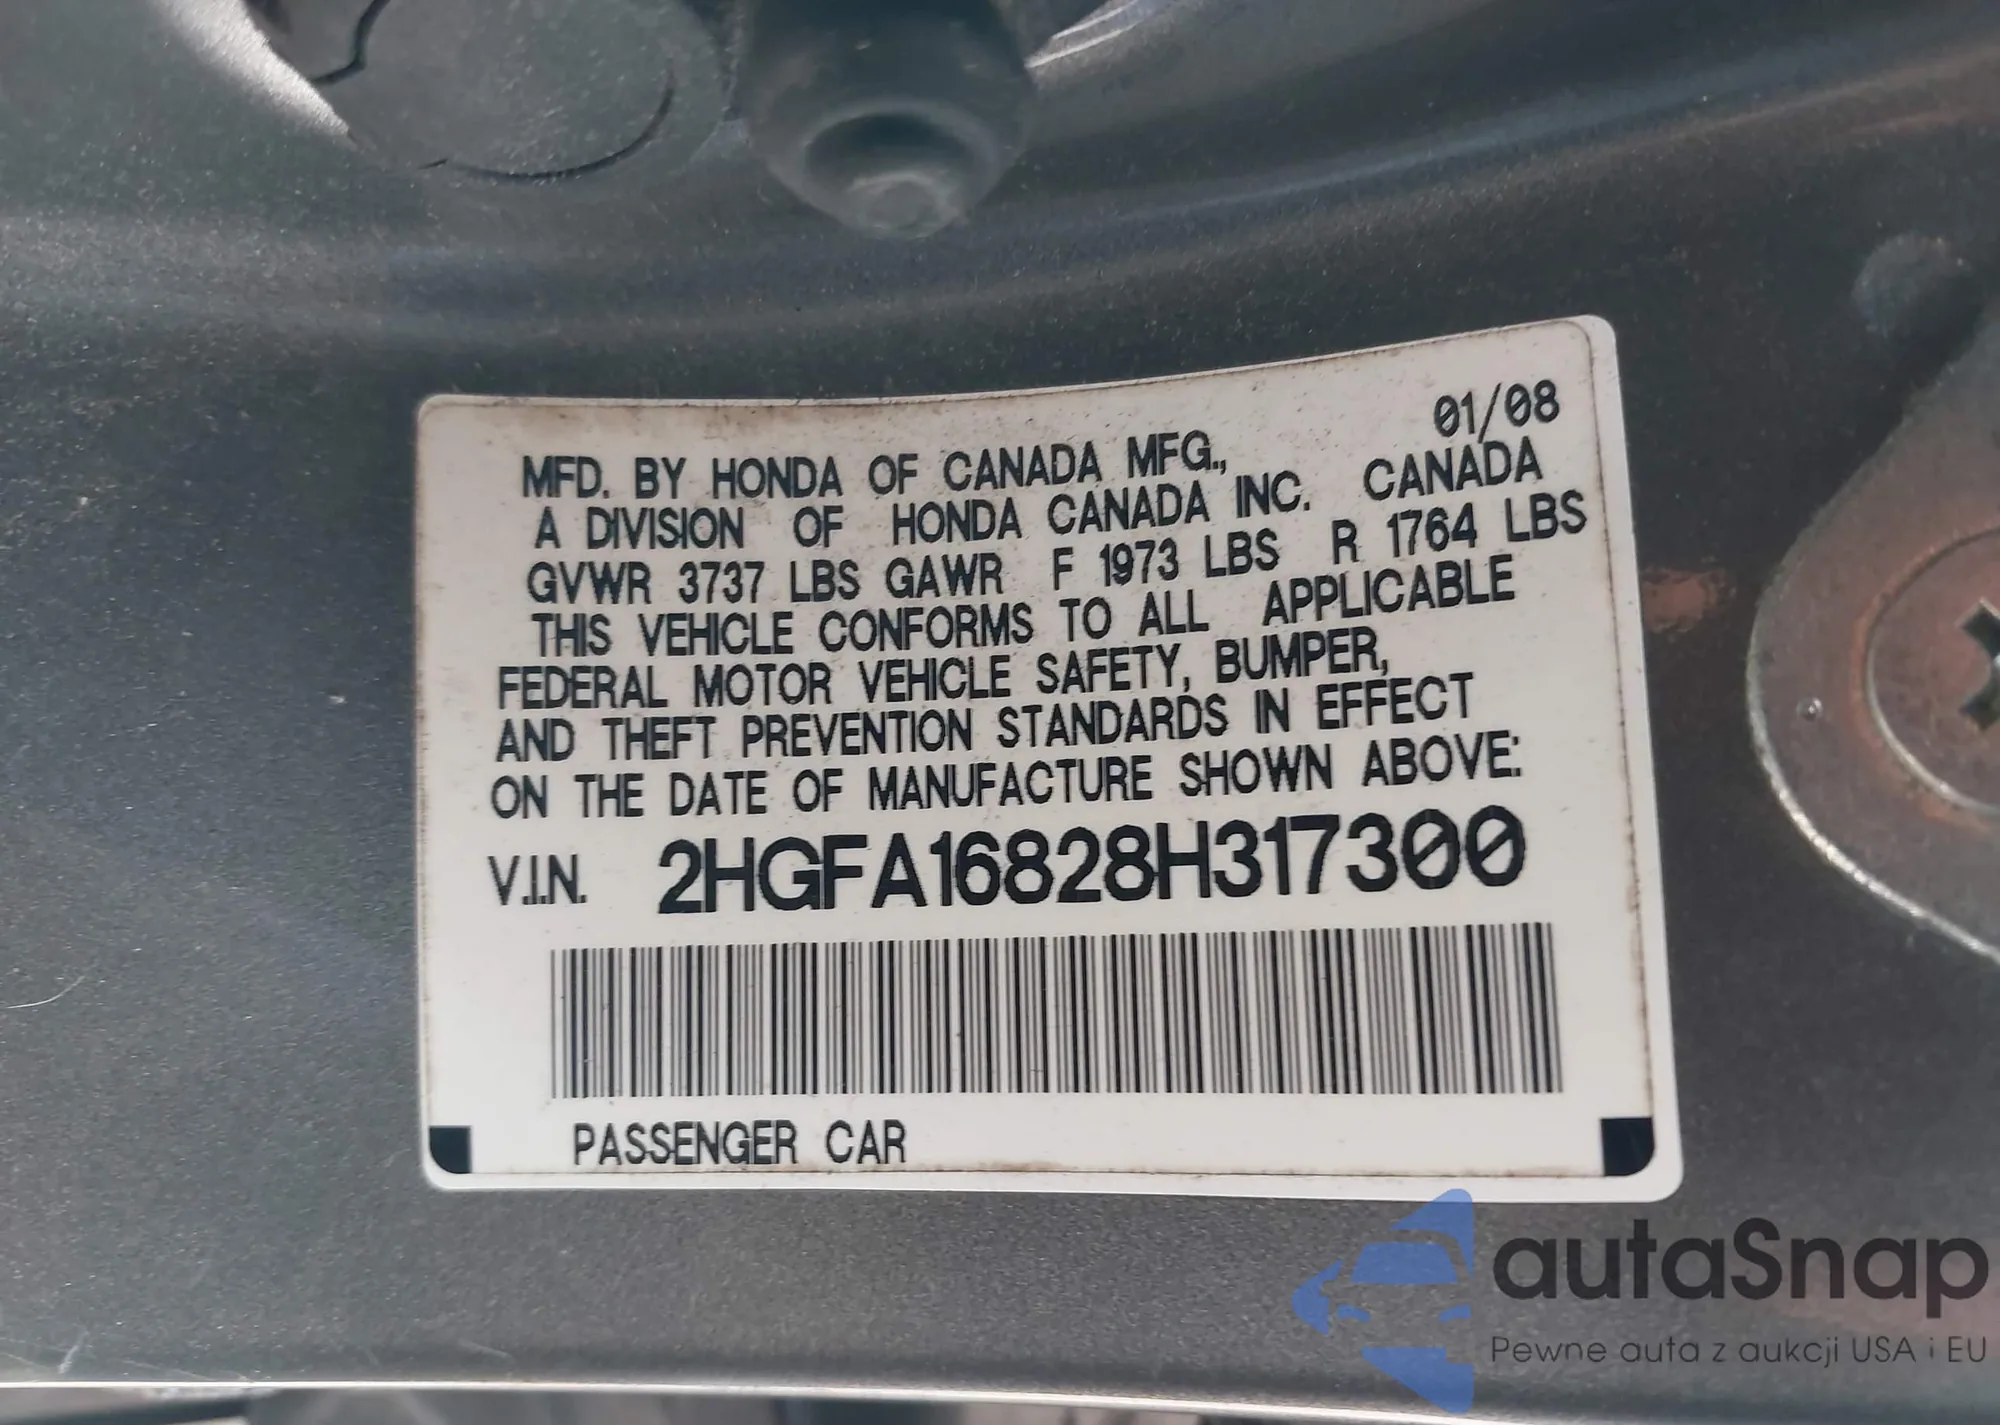 01/08
MFD. BY HONDA OF CANADA MFG.,
A DIVISION OF HONDA CANADA INC. CANADA
GVWR 3737 LBS GAWR F 1973 LBS R 1764 LBS
THIS VEHICLE CONFORMS TO ALL APPLICABLE
FEDERAL MOTOR VEHICLE SAFETY, BUMPER,
AND THEFT PREVENTION STANDARDS IN EFFECT
ON THE DATE OF MANUFACTURE SHOWN ABOVE:
V.I.N. 2HGFA16828H317300
PASSENGER CAR
autaSnap
Pewne auta z aukcji USA i EU